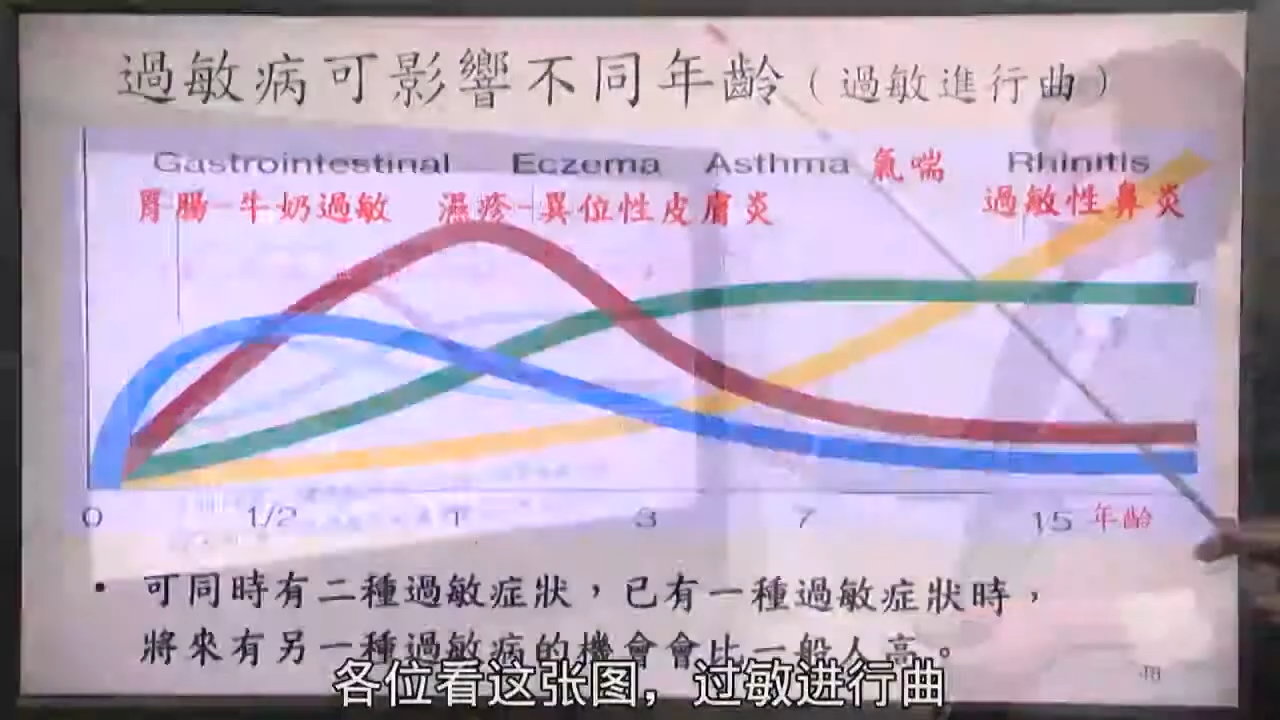 過敏病可影響不同年齡（過敏進行曲）
Gastrointestinal Eczema Asthma 氣喘 Rhinitis
胃腸-牛奶過敏 濕疹-異位性皮膚炎 過敏性鼻炎
0 1/2 1 3 7 15 年齡
• 可同時有二種過敏症狀，已有一種過敏症狀時，
將來有另一種過敏病的機會會比一般人高。
各位看这张图，过敏进行曲